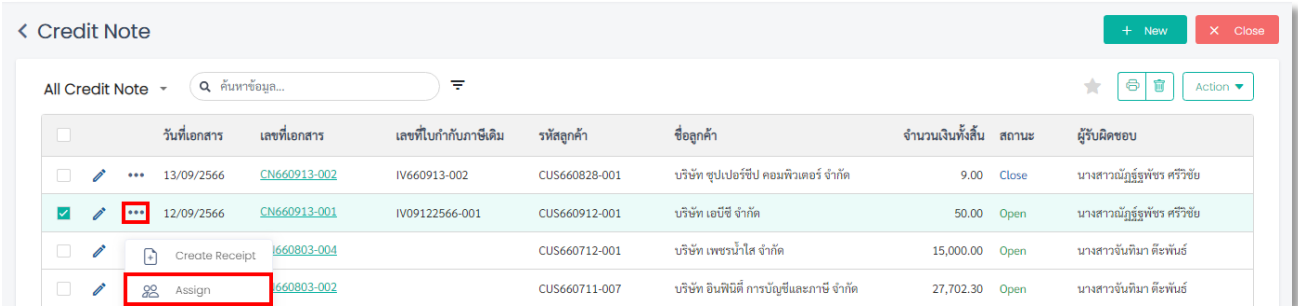 Credit Note
+ New
× Close
All Credit Note
ค้นหาข้อมูล...
Action
วันที่เอกสาร เลขที่เอกสาร เลขที่ใบกำกับภาษีเดิม รหัสลูกค้า ชื่อลูกค้า จำนวนเงินทั้งสิ้น สถานะ ผู้รับผิดชอบ
13/09/2566 CN660913-002 IV660913-002 CUS660828-001 บริษัท ซุปเปอร์ชีป คอมพิวเตอร์ จำกัด 9.00 Close นางสาวณัฏฐ์ฐพัชร ศรีวิชัย
12/09/2566 CN660913-001 IV09122566-001 CUS660912-001 บริษัท เอบีซี จำกัด 50.00 Open นางสาวณัฏฐ์ฐพัชร ศรีวิชัย
Create Receipt 660803-004 CUS660712-001 บริษัท เพชรน้ำใส จำกัด 15,000.00 Open นางสาวจันทิมา ต๊ะพันธ์
Assign 660803-002 CUS660711-007 บริษัท อินฟินิตี้ การบัญชีและภาษี จำกัด 27,702.30 Open นางสาวจันทิมา ต๊ะพันธ์